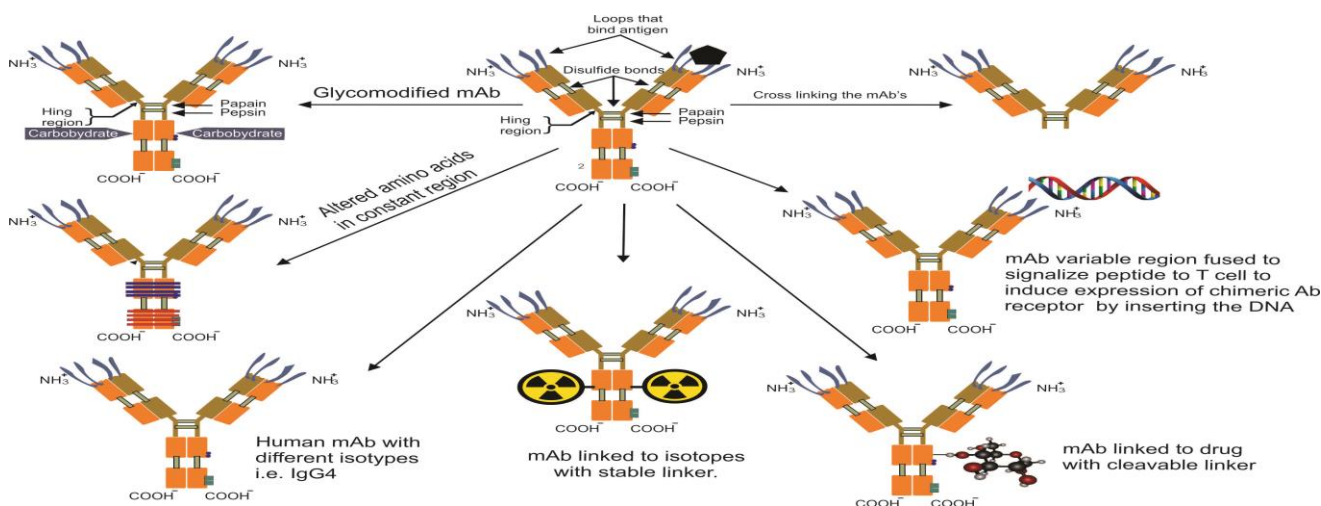 Loops that
bind antigen
NH₃⁺
NH₃⁺
Disulfide bonds
NH₃⁺
NH₃⁺
NH₃⁺
NH₃⁺
Glycomodified mAb
Cross linking the mAb's
Hing
region
Papain
Pepsin
Hing
region
Papain
Pepsin
Carbobydrate
Carbobydrate
2
COOH⁻
COOH⁻
COOH⁻
COOH⁻
Altered amino acids
in constant region
NH₃⁺
NH₃⁺
NH₃⁺
NH₃⁺
mAb variable region fused to
signalize peptide to T cell to
induce expression of chimeric Ab
receptor by inserting the DNA
COOH⁻
COOH⁻
COOH⁻
COOH⁻
NH₃⁺
NH₃⁺
NH₃⁺
NH₃⁺
NH₃⁺
NH₃⁺
Human mAb with
different isotypes
i.e. IgG4
COOH⁻
COOH⁻
mAb linked to isotopes
with stable linker.
mAb linked to drug
with cleavable linker
COOH⁻
COOH⁻
COOH⁻
COOH⁻